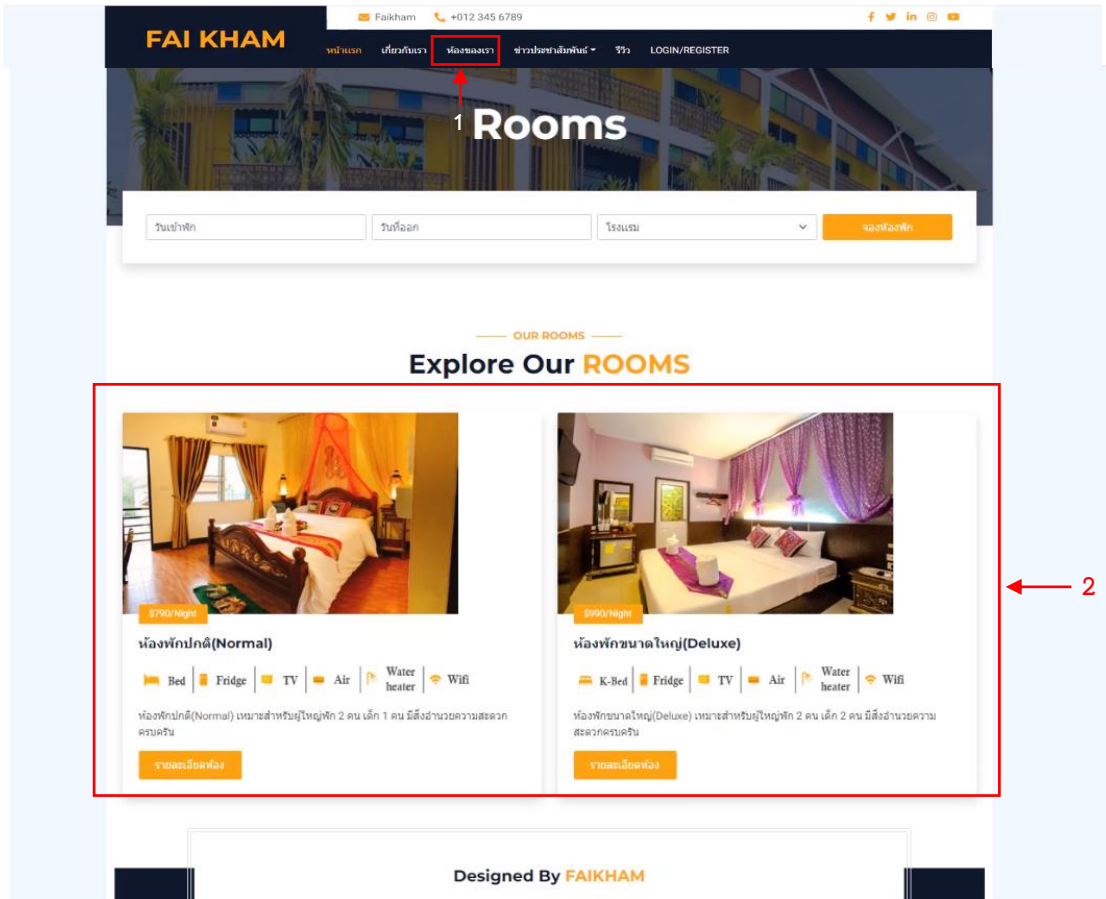 Faikham +012 345 6789
FAI KHAM
หน้าแรก เกี่ยวกับเรา ห้องของเรา ข่าวประชาสัมพันธ์ รีวิว LOGIN/REGISTER
1
Rooms
วันเข้าพัก วันที่ออก โรงแรม จองห้องพัก
OUR ROOMS
Explore Our ROOMS
2
$790/Night
ห้องพักปกติ(Normal)
Bed Fridge TV Air Water heater Wifi
ห้องพักปกติ(Normal) เหมาะสำหรับผู้ใหญ่พัก 2 คน เด็ก 1 คน มีสิ่งอำนวยความสะดวก
ครบครัน
รายละเอียดห้อง
$990/Night
ห้องพักขนาดใหญ่(Deluxe)
K-Bed Fridge TV Air Water heater Wifi
ห้องพักขนาดใหญ่(Deluxe) เหมาะสำหรับผู้ใหญ่พัก 2 คน เด็ก 2 คน มีสิ่งอำนวยความ
สะดวกครบครัน
รายละเอียดห้อง
Designed By FAIKHAM